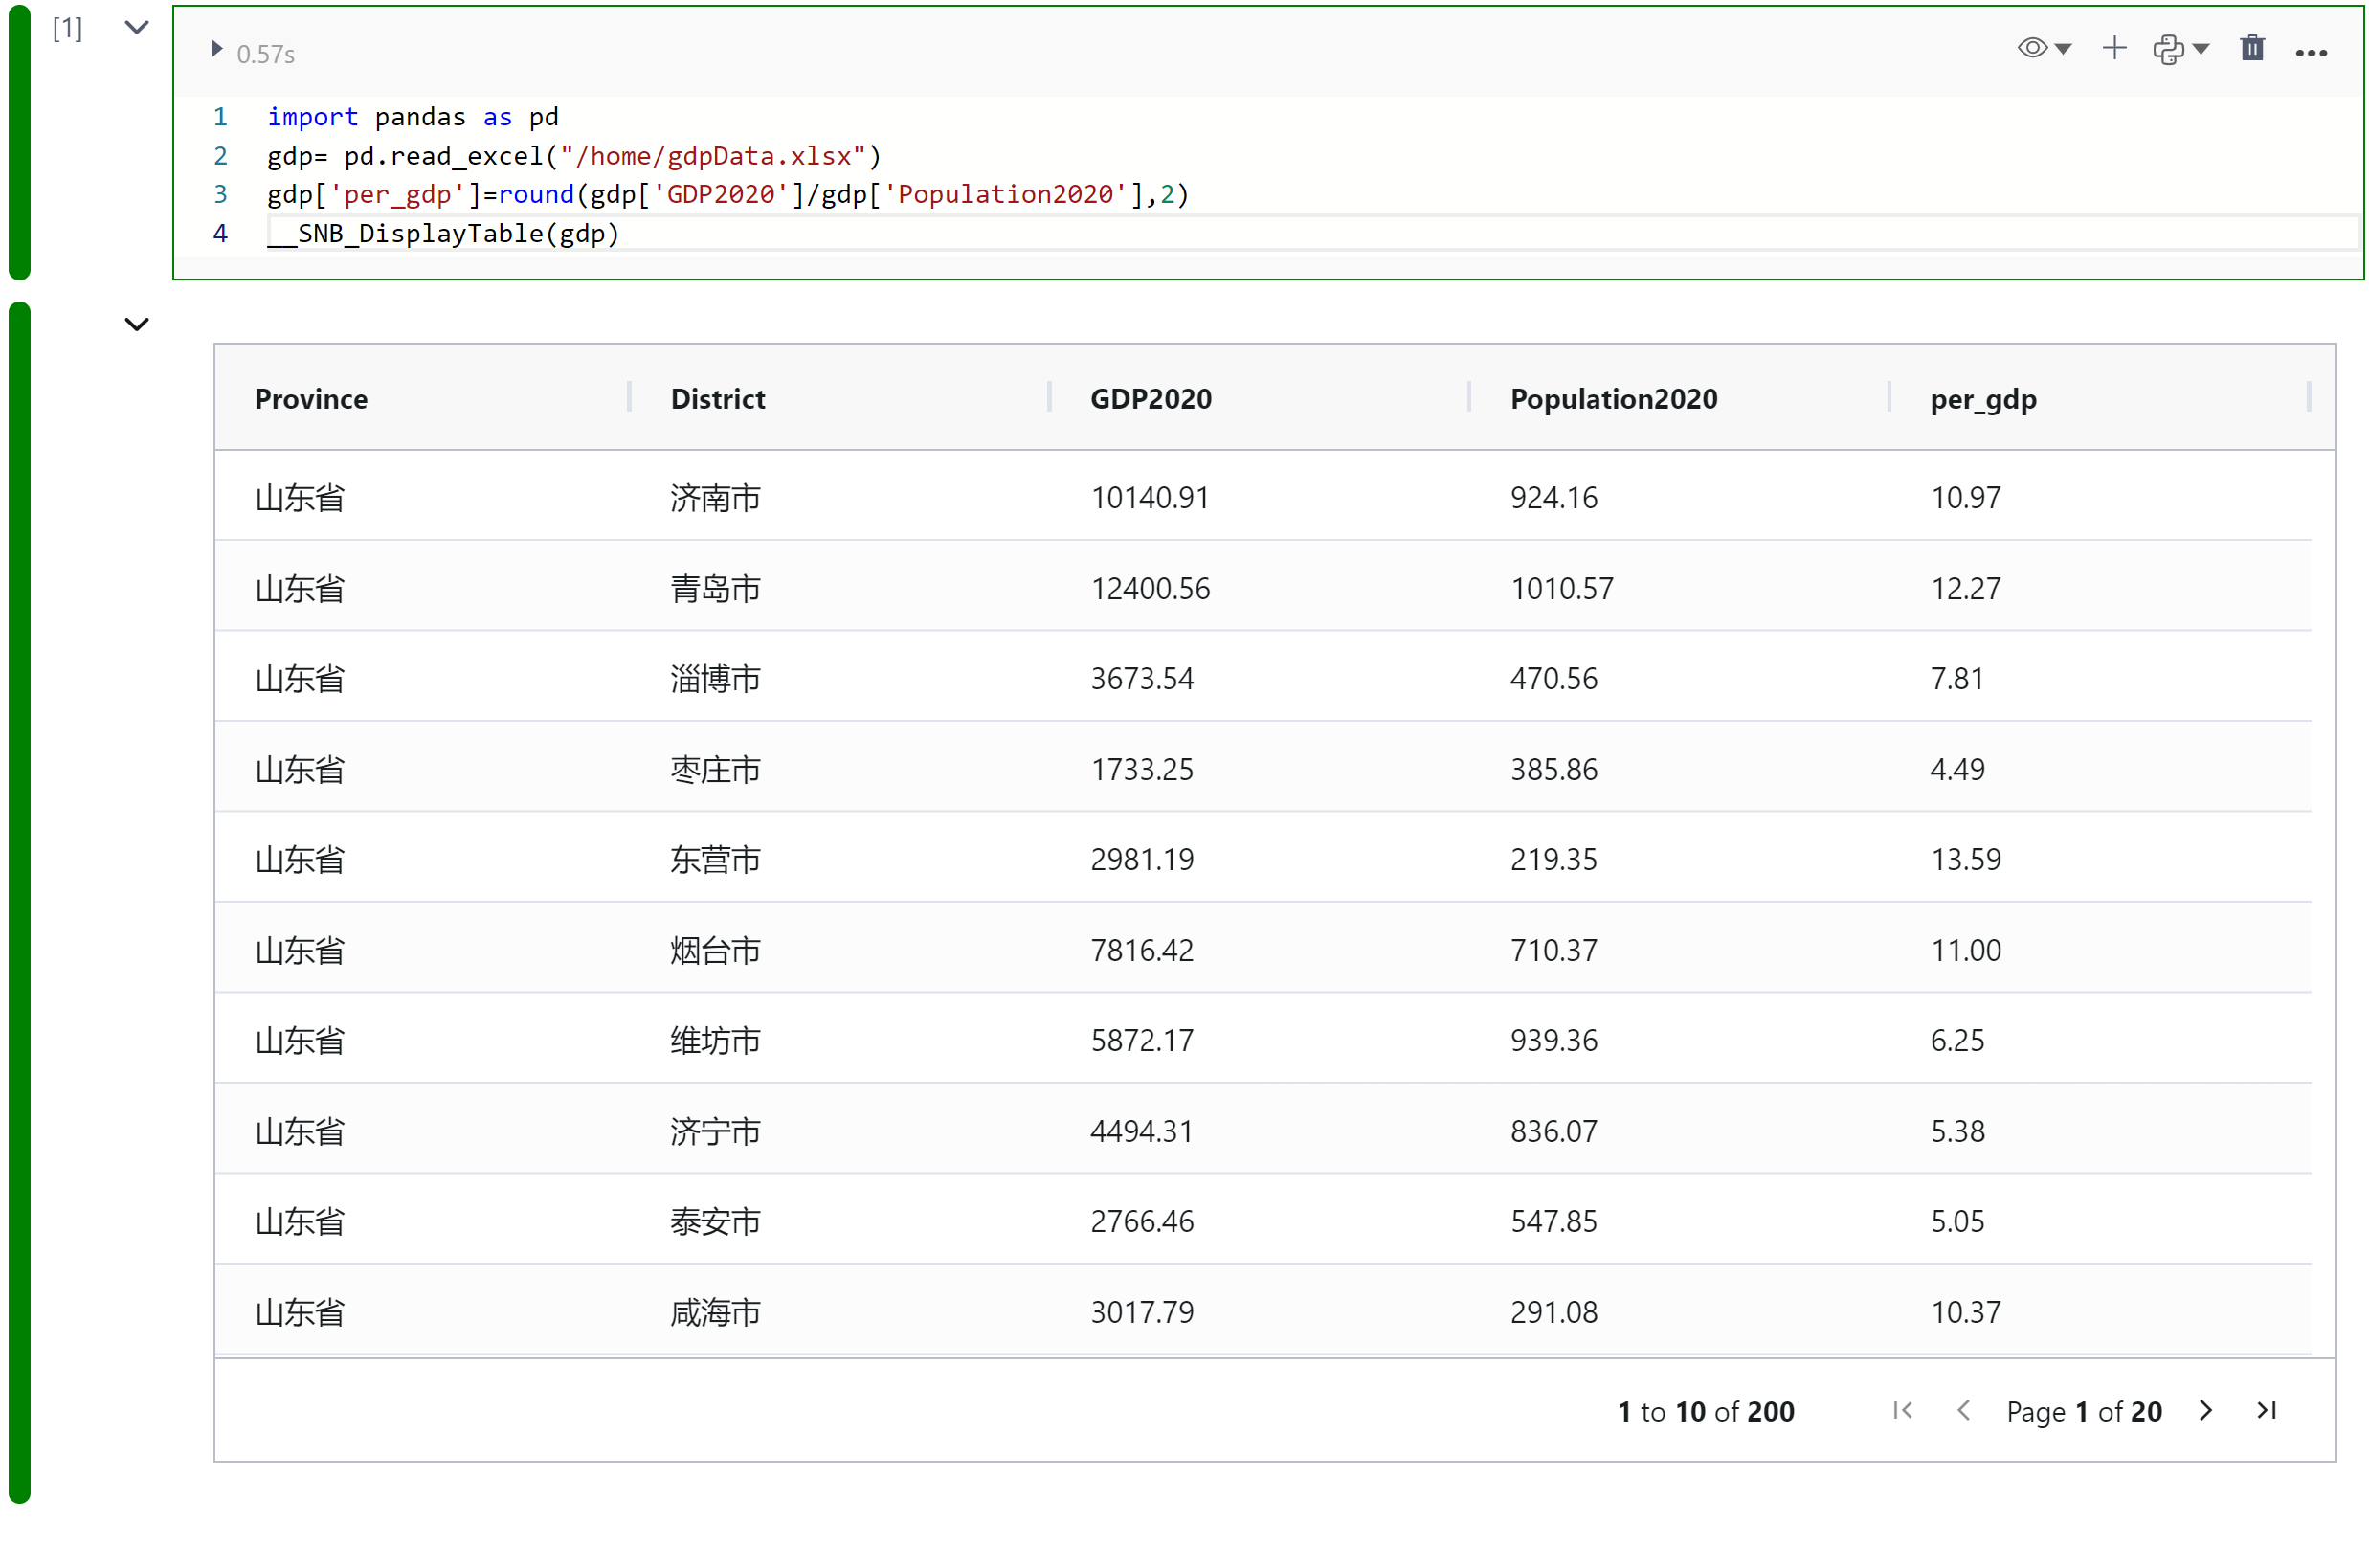 [1]
0.57s
1 import pandas as pd
2 gdp= pd.read_excel("/home/gdpData.xlsx")
3 gdp['per_gdp']=round(gdp['GDP2020']/gdp['Population2020'],2)
4 __SNB_DisplayTable(gdp)
Province District GDP2020 Population2020 per_gdp
山东省 济南市 10140.91 924.16 10.97
山东省 青岛市 12400.56 1010.57 12.27
山东省 淄博市 3673.54 470.56 7.81
山东省 枣庄市 1733.25 385.86 4.49
山东省 东营市 2981.19 219.35 13.59
山东省 烟台市 7816.42 710.37 11.00
山东省 维坊市 5872.17 939.36 6.25
山东省 济宁市 4494.31 836.07 5.38
山东省 泰安市 2766.46 547.85 5.05
山东省 咸海市 3017.79 291.08 10.37
1 to 10 of 200 Page 1 of 20